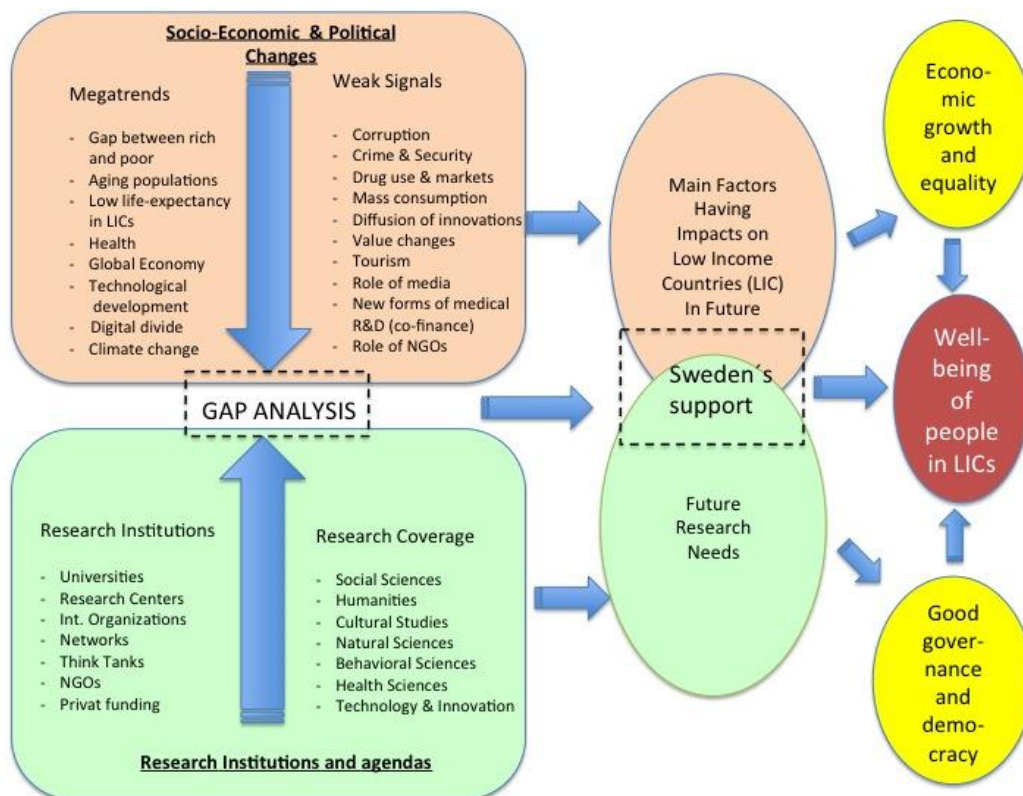 Socio-Economic & Political
Changes
Megatrends
- Gap between rich
and poor
- Aging populations
- Low life-expectancy
in LICs
- Health
- Global Economy
- Technological
development
- Digital divide
- Climate change
Weak Signals
- Corruption
- Crime & Security
- Drug use & markets
- Mass consumption
- Diffusion of innovations
- Value changes
- Tourism
- Role of media
- New forms of medical
R&D (co-finance)
- Role of NGOs
GAP ANALYSIS
Research Institutions
- Universities
- Research Centers
- Int. Organizations
- Networks
- Think Tanks
- NGOs
- Privat funding
Research Coverage
- Social Sciences
- Humanities
- Cultural Studies
- Natural Sciences
- Behavioral Sciences
- Health Sciences
- Technology & Innovation
Research Institutions and agendas
Main Factors
Having
Impacts on
Low Income
Countries (LIC)
In Future
Sweden´s
support
Future
Research
Needs
Econo-
mic
growth
and
equality
Well-
being
of
people
in LICs
Good
gover-
nance
and
demo-
cracy